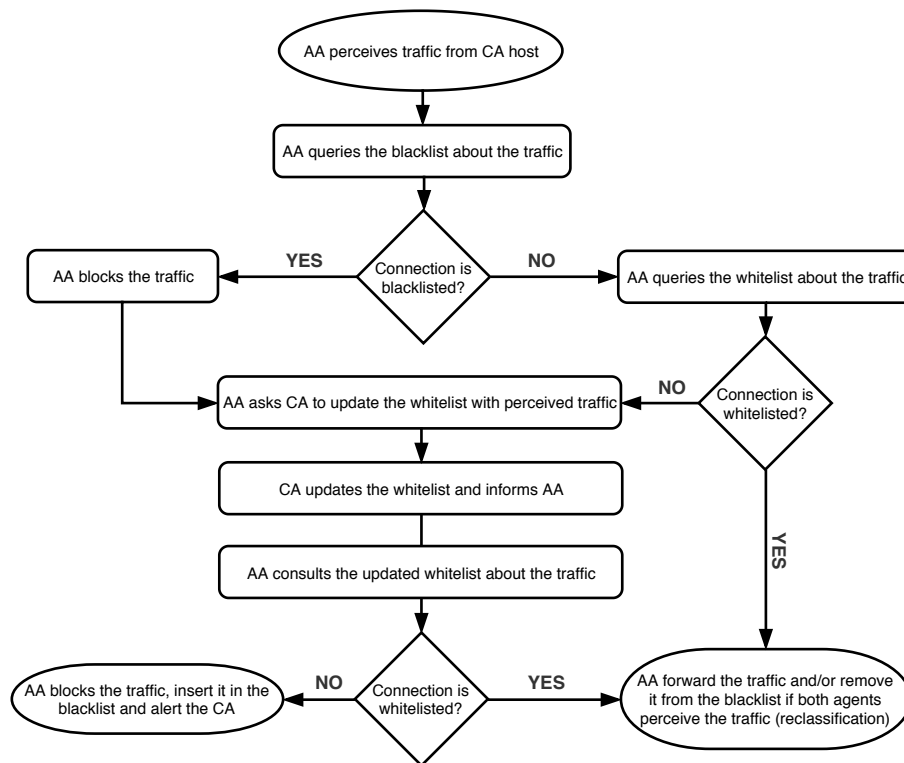 AA perceives traffic from CA host
AA queries the blacklist about the traffic
YES
Connection is
blacklisted?
NO
AA blocks the traffic
AA queries the whitelist about the traffic
AA asks CA to update the whitelist with perceived traffic
NO
Connection is
whitelisted?
CA updates the whitelist and informs AA
YES
AA consults the updated whitelist about the traffic
AA blocks the traffic, insert it in the
blacklist and alert the CA
NO
Connection is
whitelisted?
YES
AA forward the traffic and/or remove
it from the blacklist if both agents
perceive the traffic (reclassification)